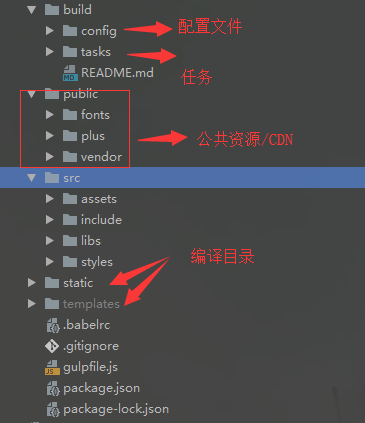 build
config 配置文件
tasks
README.md 任务
public
fonts
plus 公共资源/CDN
vendor
src
assets
include
libs
styles 编译目录
static
templates
.babelrc
.gitignore
gulpfile.js
package.json
package-lock.json